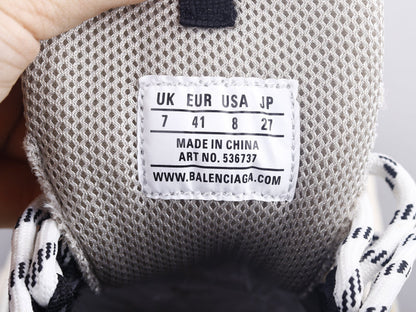 UK EUR USA JP
7 41 8 27
MADE IN CHINA
ART NO. 536737
WWW.BALENCIAGA.COM